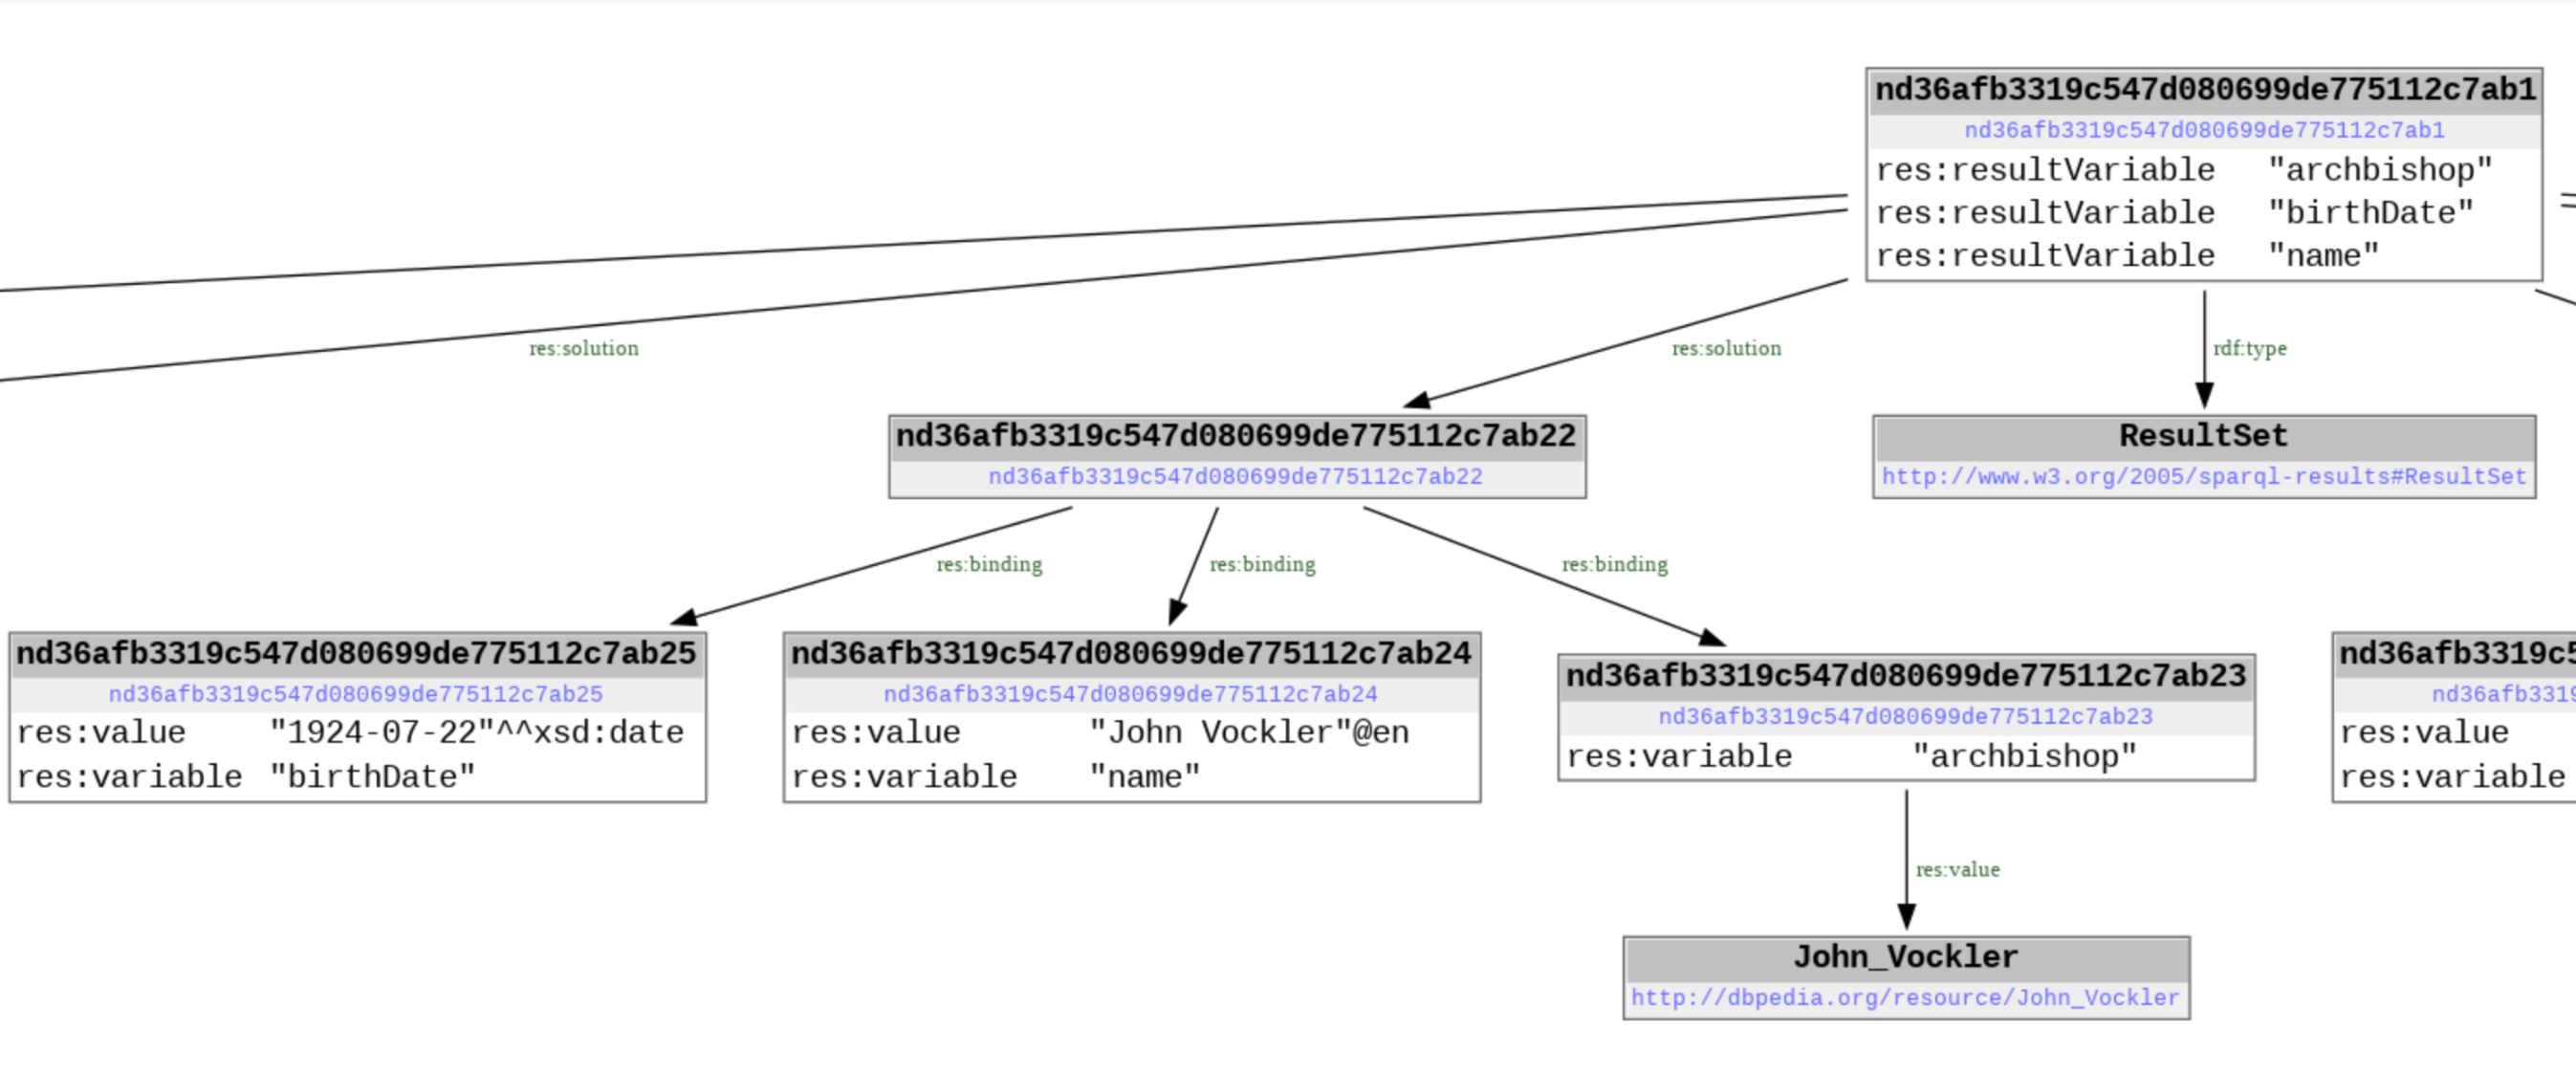 nd36afb3319c547d080699de775112c7ab1
nd36afb3319c547d080699de775112c7ab1
res:resultVariable "archbishop"
res:resultVariable "birthDate"
res:resultVariable "name"
res:solution
res:solution
rdf:type
nd36afb3319c547d080699de775112c7ab22
nd36afb3319c547d080699de775112c7ab22
ResultSet
http://www.w3.org/2005/sparql-results#ResultSet
res:binding
res:binding
res:binding
nd36afb3319c547d080699de775112c7ab25
nd36afb3319c547d080699de775112c7ab25
res:value "1924-07-22"^^xsd:date
res:variable "birthDate"
nd36afb3319c547d080699de775112c7ab24
nd36afb3319c547d080699de775112c7ab24
res:value "John Vockler"@en
res:variable "name"
nd36afb3319c547d080699de775112c7ab23
nd36afb3319c547d080699de775112c7ab23
res:variable "archbishop"
nd36afb3319c5
nd36afb3319
res:value
res:variable
res:value
John_Vockler
http://dbpedia.org/resource/John_Vockler